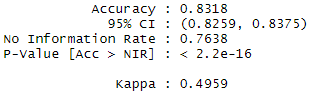 Accuracy : 0.8318
95% CI : (0.8259, 0.8375)
No Information Rate : 0.7638
P-Value [Acc > NIR] : < 2.2e-16
Kappa : 0.4959